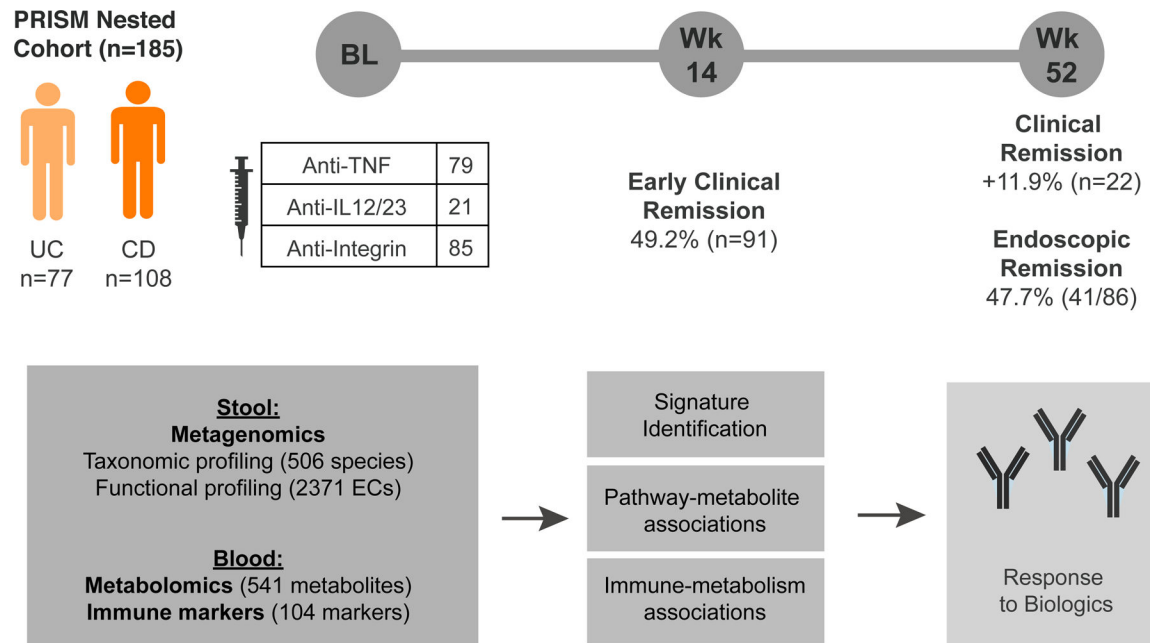 PRISM Nested
Cohort (n=185)
UC
n=77
CD
n=108
BL
Wk
14
Wk
52
Anti-TNF 79
Anti-IL12/23 21
Anti-Integrin 85
Early Clinical
Remission
49.2% (n=91)
Clinical
Remission
+11.9% (n=22)
Endoscopic
Remission
47.7% (41/86)
Stool:
Metagenomics
Taxonomic profiling (506 species)
Functional profiling (2371 ECs)
Blood:
Metabolomics (541 metabolites)
Immune markers (104 markers)
Signature
Identification
Pathway-metabolite
associations
Immune-metabolism
associations
Response
to Biologics